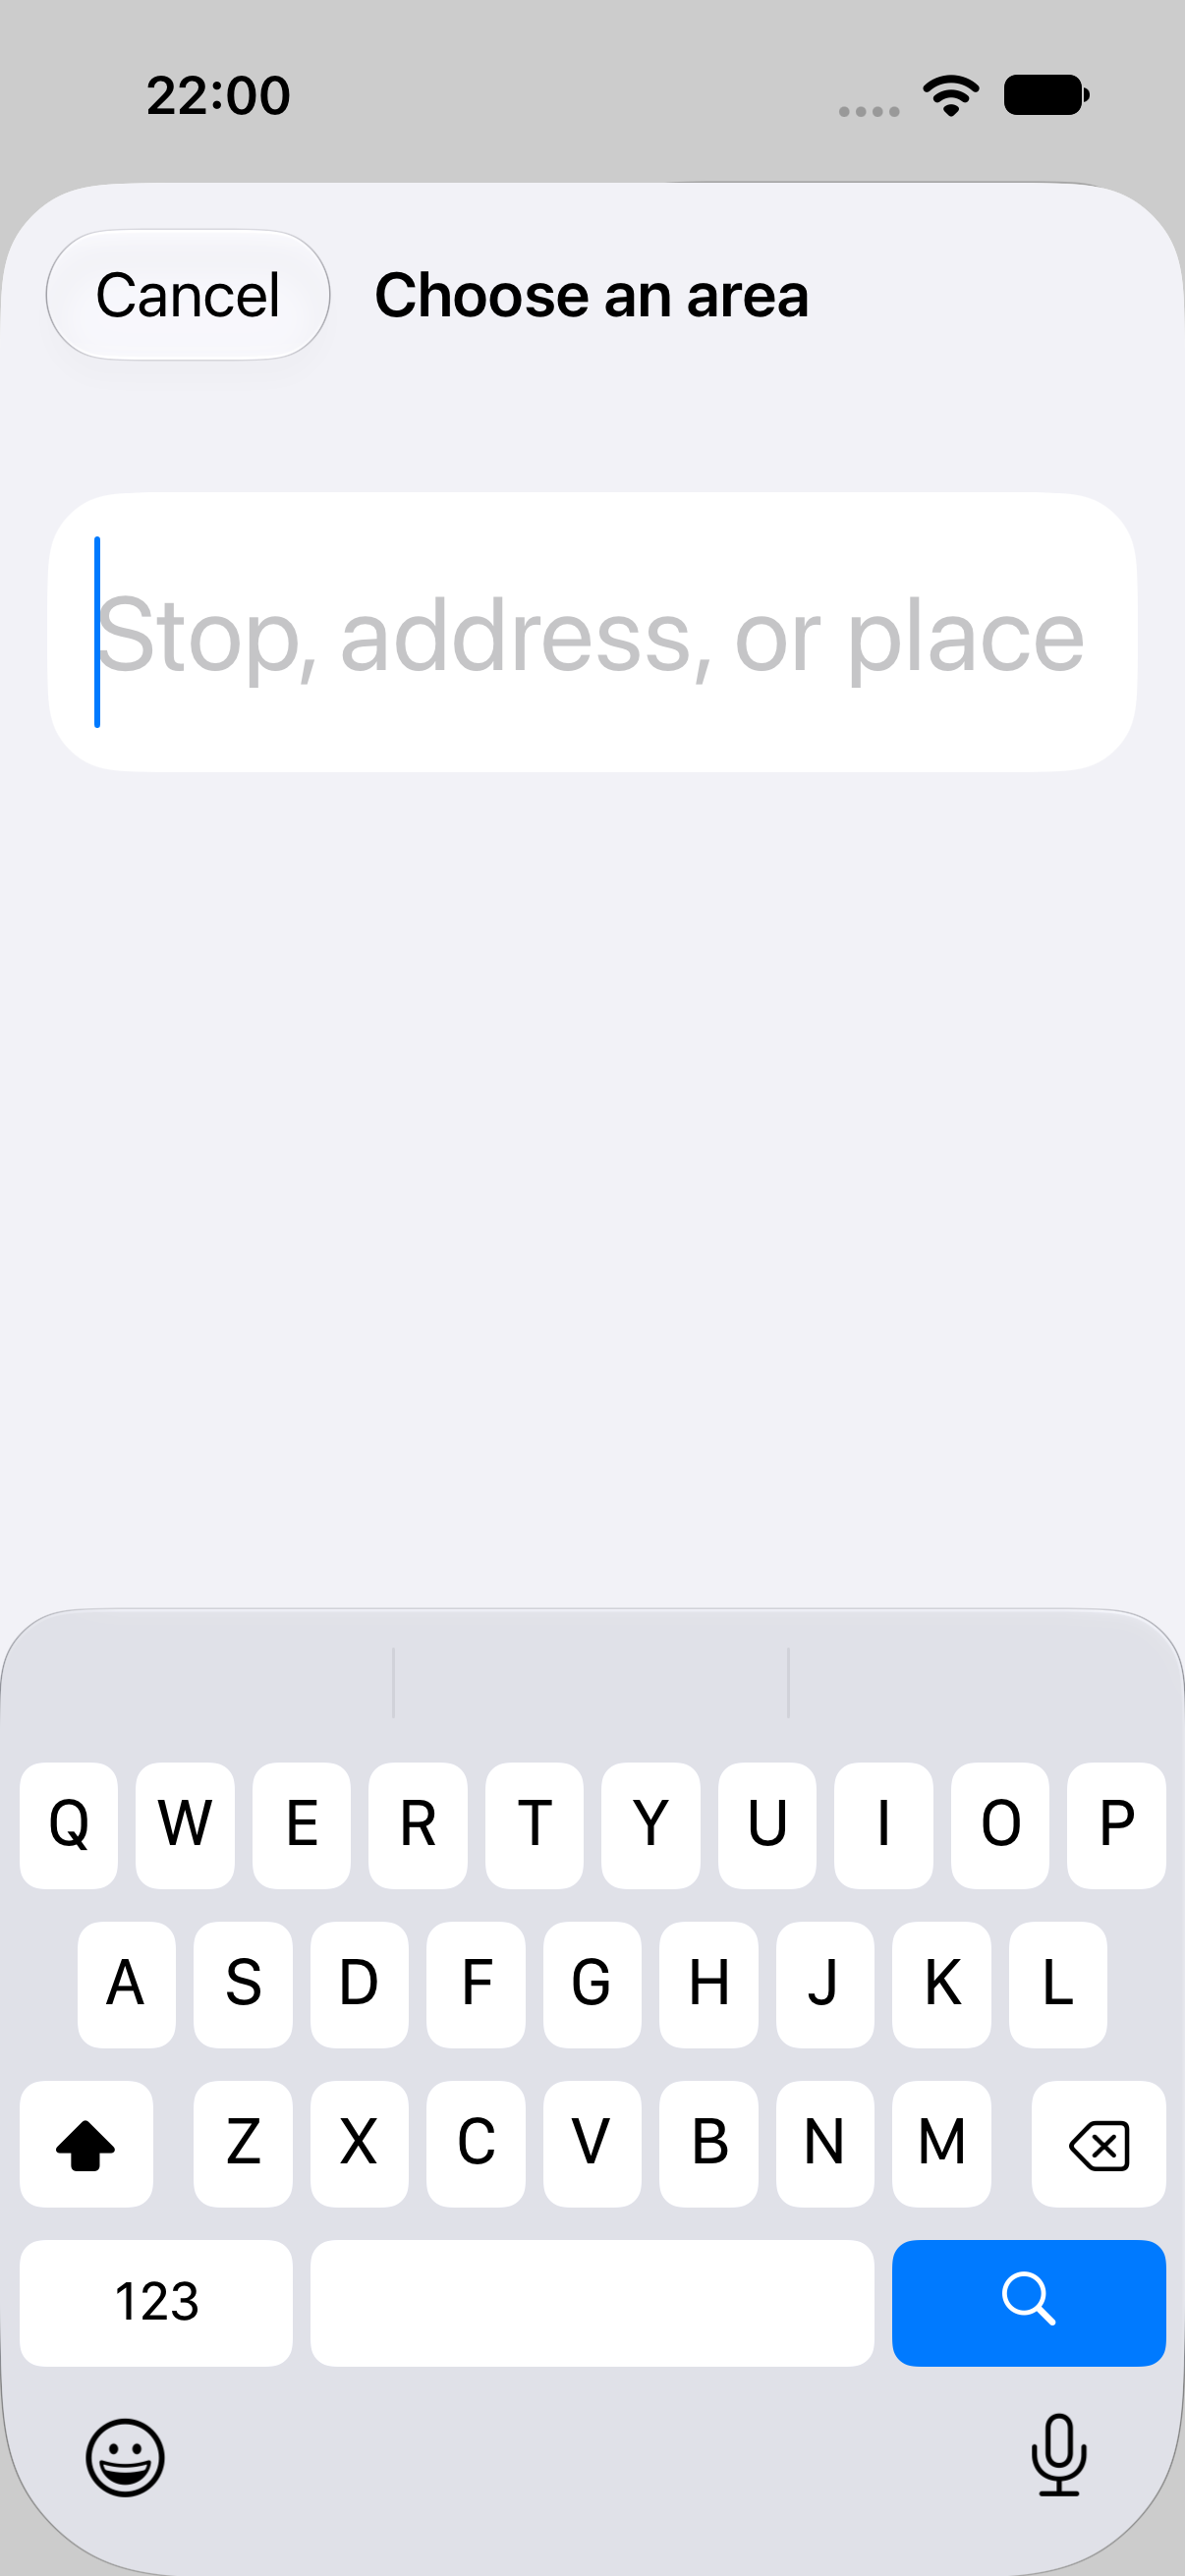 22:00
Cancel
Choose an area
Stop, address, or place
Q W E R T Y U I O P
A S D F G H J K L
Z X C V B N M
123